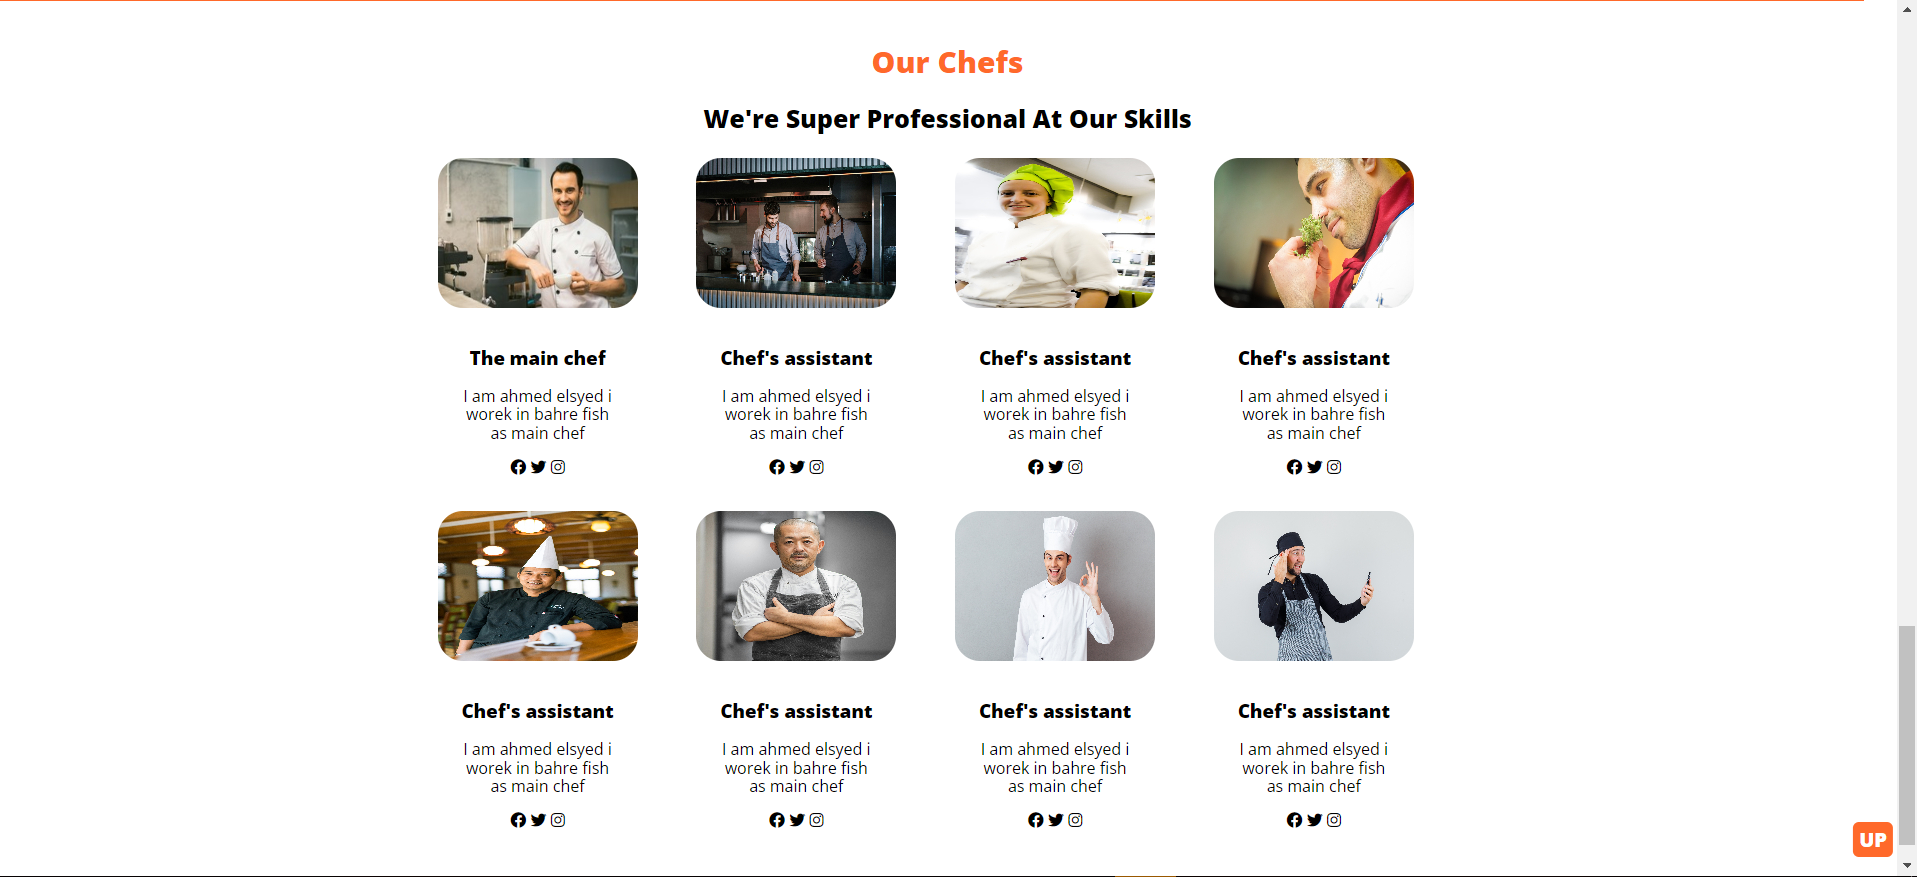 Our Chefs
We're Super Professional At Our Skills
The main chef
I am ahmed elsyed i
worek in bahre fish
as main chef
Chef's assistant
I am ahmed elsyed i
worek in bahre fish
as main chef
Chef's assistant
I am ahmed elsyed i
worek in bahre fish
as main chef
Chef's assistant
I am ahmed elsyed i
worek in bahre fish
as main chef
Chef's assistant
I am ahmed elsyed i
worek in bahre fish
as main chef
Chef's assistant
I am ahmed elsyed i
worek in bahre fish
as main chef
Chef's assistant
I am ahmed elsyed i
worek in bahre fish
as main chef
Chef's assistant
I am ahmed elsyed i
worek in bahre fish
as main chef
UP